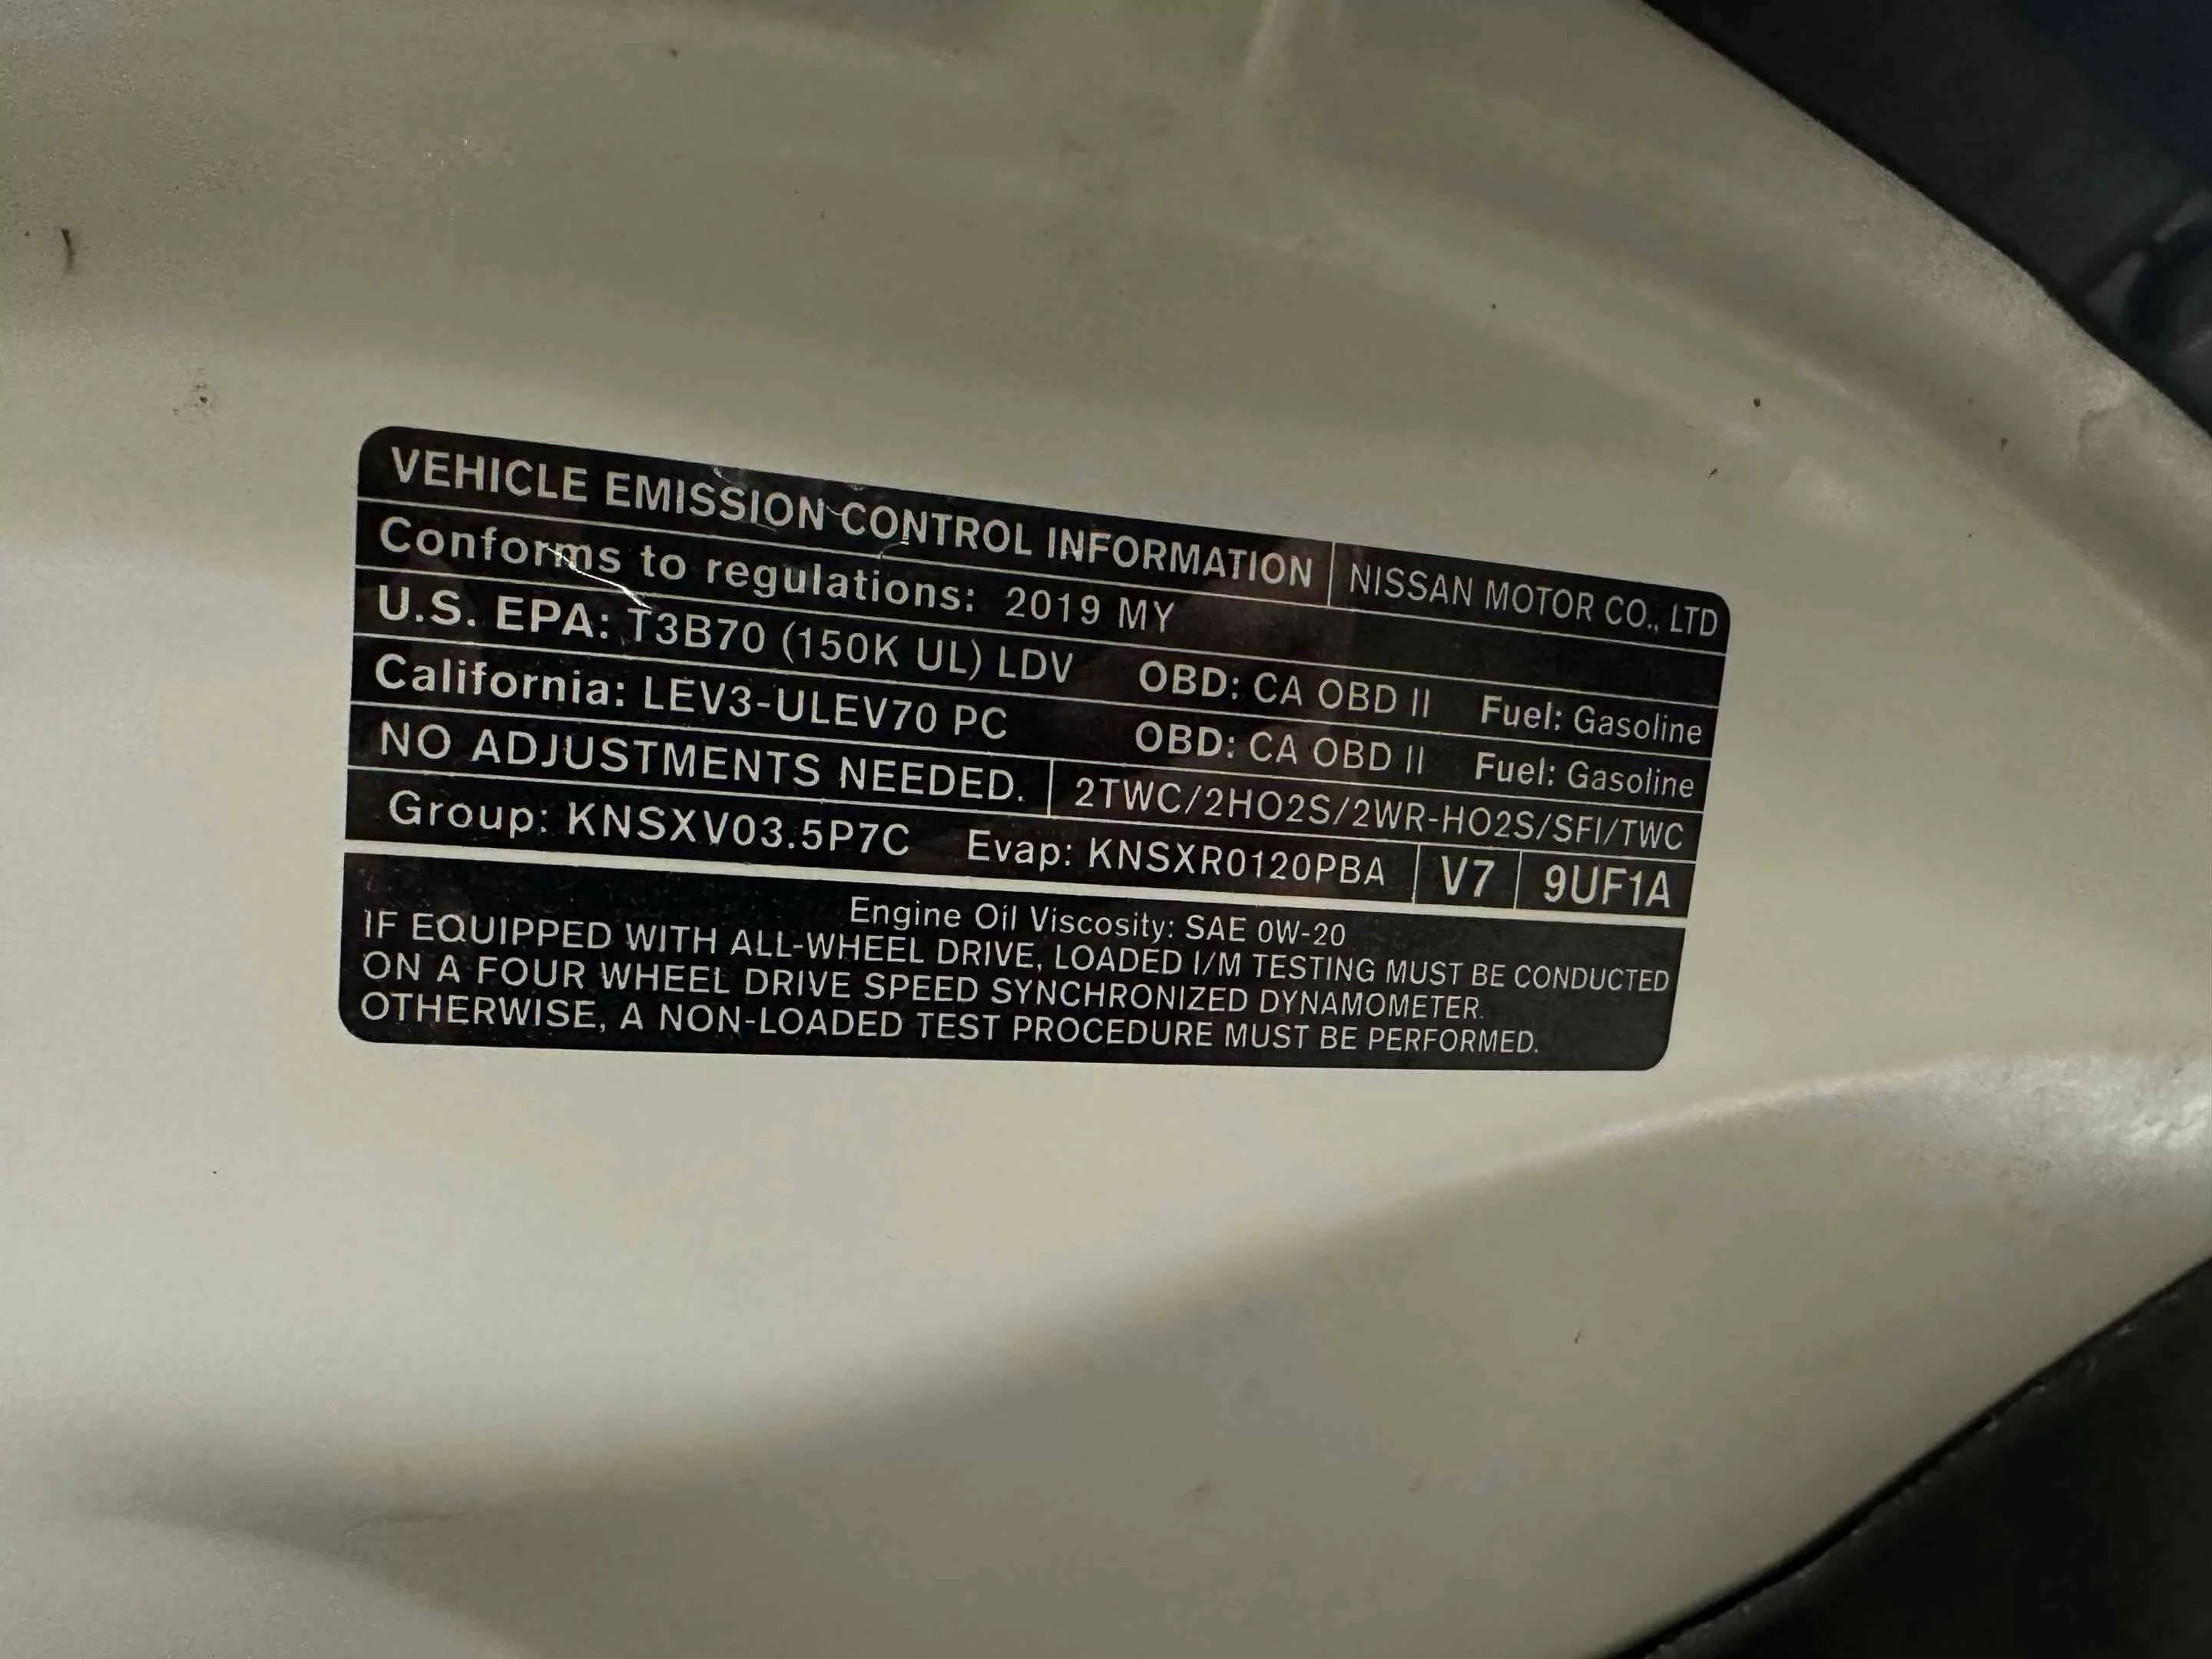 VEHICLE EMISSION CONTROL INFORMATION NISSAN MOTOR CO., LTD
Conforms to regulations: 2019 MY
U.S. EPA: T3B70 (150K UL) LDV OBD: CA OBD II Fuel: Gasoline
California: LEV3-ULEV70 PC OBD: CA OBD II Fuel: Gasoline
NO ADJUSTMENTS NEEDED. 2TWC/2HO2S/2WR-HO2S/SFI/TWC
Group: KNSXV03.5P7C Evap: KNSXR0120PBA V7 9UF1A
Engine Oil Viscosity: SAE 0W-20
IF EQUIPPED WITH ALL-WHEEL DRIVE, LOADED I/M TESTING MUST BE CONDUCTED
ON A FOUR WHEEL DRIVE SPEED SYNCHRONIZED DYNAMOMETER.
OTHERWISE, A NON-LOADED TEST PROCEDURE MUST BE PERFORMED.